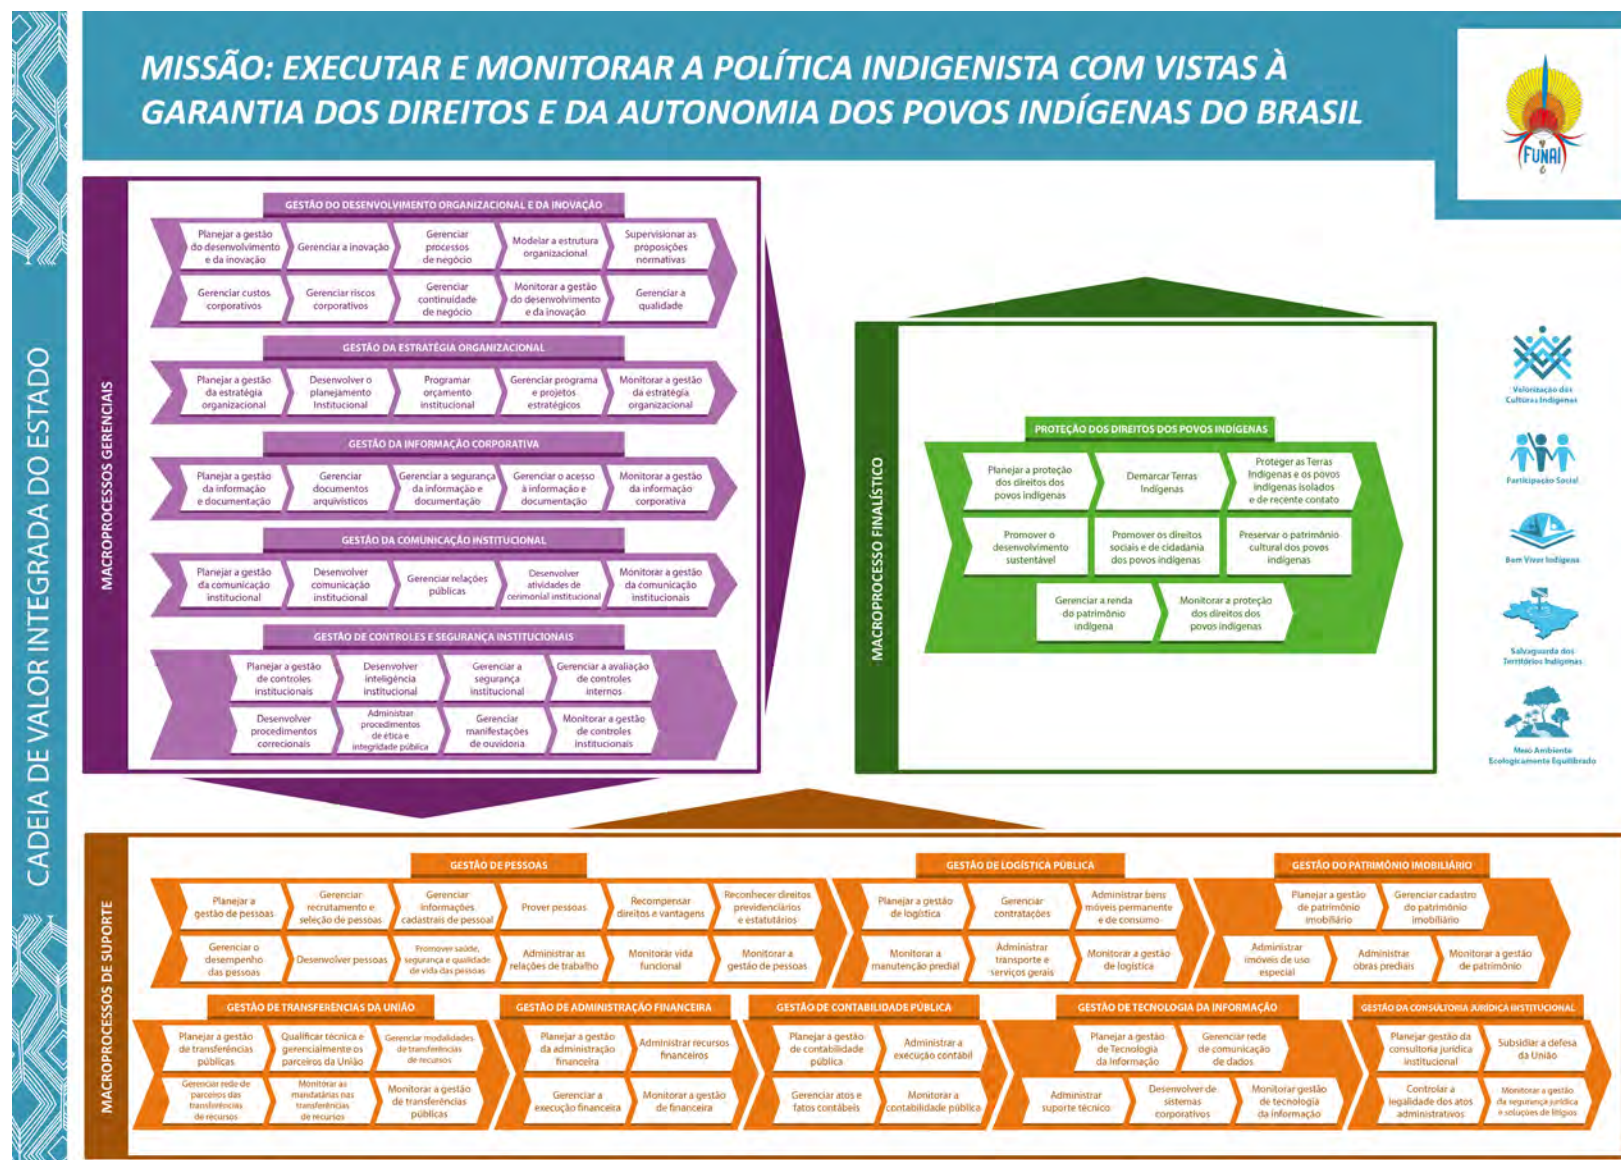 MISSÃO: EXECUTAR E MONITORAR A POLÍTICA INDIGENISTA COM VISTAS À
GARANTIA DOS DIREITOS E DA AUTONOMIA DOS POVOS INDÍGENAS DO BRASIL
FUNAI
CADEIA DE VALOR INTEGRADA DO ESTADO
MACROPROCESSOS GERENCIAIS
GESTÃO DO DESENVOLVIMENTO ORGANIZACIONAL E DA INOVAÇÃO
Planejar a gestão
do desenvolvimento
e da inovação
Gerenciar a inovação
Gerenciar
processos
de negócio
Modelar a estrutura
organizacional
Supervisionar as
proposições
normativas
Gerenciar custos
corporativos
Gerenciar riscos
corporativos
Gerenciar
continuidade
de negócio
Monitorar a gestão
do desenvolvimento
e da inovação
Gerenciar a
qualidade
GESTÃO DA ESTRATÉGIA ORGANIZACIONAL
Planejar a gestão
da estratégia
organizacional
Desenvolver o
planejamento
Institucional
Programar
orçamento
institucional
Gerenciar programa
e projetos
estratégicos
Monitorar a gestão
da estratégia
organizacional
GESTÃO DA INFORMAÇÃO CORPORATIVA
Planejar a gestão
da informação
e documentação
Gerenciar
documentos
arquivísticos
Gerenciar a segurança
da informação e
documentação
Gerenciar o acesso
à informação e
documentação
Monitorar a gestão
da informação
corporativa
GESTÃO DA COMUNICAÇÃO INSTITUCIONAL
Planejar a gestão
da comunicação
institucional
Desenvolver
comunicação
institucional
Gerenciar relações
públicas
Desenvolver
atividades de
cerimonial institucional
Monitorar a gestão
da comunicação
institucionais
GESTÃO DE CONTROLES E SEGURANÇA INSTITUCIONAIS
Planejar a gestão
de controles
institucionais
Desenvolver
inteligência
institucional
Gerenciar a
segurança
institucional
Gerenciar a avaliação
de controles
internos
Desenvolver
procedimentos
correcionais
Administrar
procedimentos
de ética e
integridade pública
Gerenciar
manifestações
de ouvidoria
Monitorar a gestão
de controles
institucionais
MACROPROCESSO FINALÍSTICO
PROTEÇÃO DOS DIREITOS DOS POVOS INDÍGENAS
Planejar a proteção
dos direitos dos
povos indígenas
Demarcar Terras
Indígenas
Proteger as Terras
Indígenas e os povos
indígenas isolados
e de recente contato
Promover o
desenvolvimento
sustentável
Promover os direitos
sociais e de cidadania
dos povos indígenas
Preservar o patrimônio
cultural dos povos
indígenas
Gerenciar a renda
do patrimônio
indígena
Monitorar a proteção
dos direitos dos
povos indígenas
Valorização das
Culturas Indígenas
Participação Social
Bem Viver Indígena
Salvaguarda dos
Territórios Indígenas
Meio Ambiente
Ecologicamente Equilibrado
MACROPROCESSOS DE SUPORTE
GESTÃO DE PESSOAS
Planejar a
gestão de pessoas
Gerenciar
recrutamento e
seleção de pessoas
Gerenciar
informações
cadastrais de pessoal
Prover pessoas
Recompensar
direitos e vantagens
Reconhecer direitos
previdenciários
e estatutários
Gerenciar o
desempenho
das pessoas
Desenvolver pessoas
Promover saúde,
segurança e qualidade
de vida das pessoas
Administrar as
relações de trabalho
Monitorar vida
funcional
Monitorar a
gestão de pessoas
GESTÃO DE LOGÍSTICA PÚBLICA
Planejar a gestão
de logística
Gerenciar
contratações
Administrar bens
móveis permanente
e de consumo
Monitorar a
manutenção predial
Administrar
transporte e
serviços gerais
Monitorar a gestão
de logística
GESTÃO DO PATRIMÔNIO IMOBILIÁRIO
Planejar a gestão
de patrimônio
imobiliário
Gerenciar cadastro
do patrimônio
imobiliário
Administrar
imóveis de uso
especial
Administrar
obras prediais
Monitorar a gestão
de patrimônio
GESTÃO DE TRANSFERÊNCIAS DA UNIÃO
Planejar a gestão
de transferências
públicas
Qualificar técnica e
gerencialmente os
parceiros da União
Gerenciar modalidades
de transferências
de recursos
Gerenciar rede de
parceiros das
transferências
de recursos
Monitorar as
mandatárias nas
transferências
de recursos
Monitorar a gestão
de transferências
públicas
GESTÃO DE ADMINISTRAÇÃO FINANCEIRA
Planejar a gestão
da administração
financeira
Administrar recursos
financeiros
Gerenciar a
execução financeira
Monitorar a gestão
de financeira
GESTÃO DE CONTABILIDADE PÚBLICA
Planejar a gestão
de contabilidade
pública
Administrar a
execução contábil
Gerenciar atos e
fatos contábeis
Monitorar a
contabilidade pública
GESTÃO DE TECNOLOGIA DA INFORMAÇÃO
Planejar a gestão
de Tecnologia
da Informação
Gerenciar rede
de comunicação
de dados
Administrar
suporte técnico
Desenvolver de
sistemas
corporativos
Monitorar gestão
de tecnologia
da informação
GESTÃO DA CONSULTORIA JURÍDICA INSTITUCIONAL
Planejar gestão da
consultoria jurídica
institucional
Subsidiar a defesa
da União
Controlar a
legalidade dos atos
administrativos
Monitorar a gestão
da segurança jurídica
e soluções de litígios